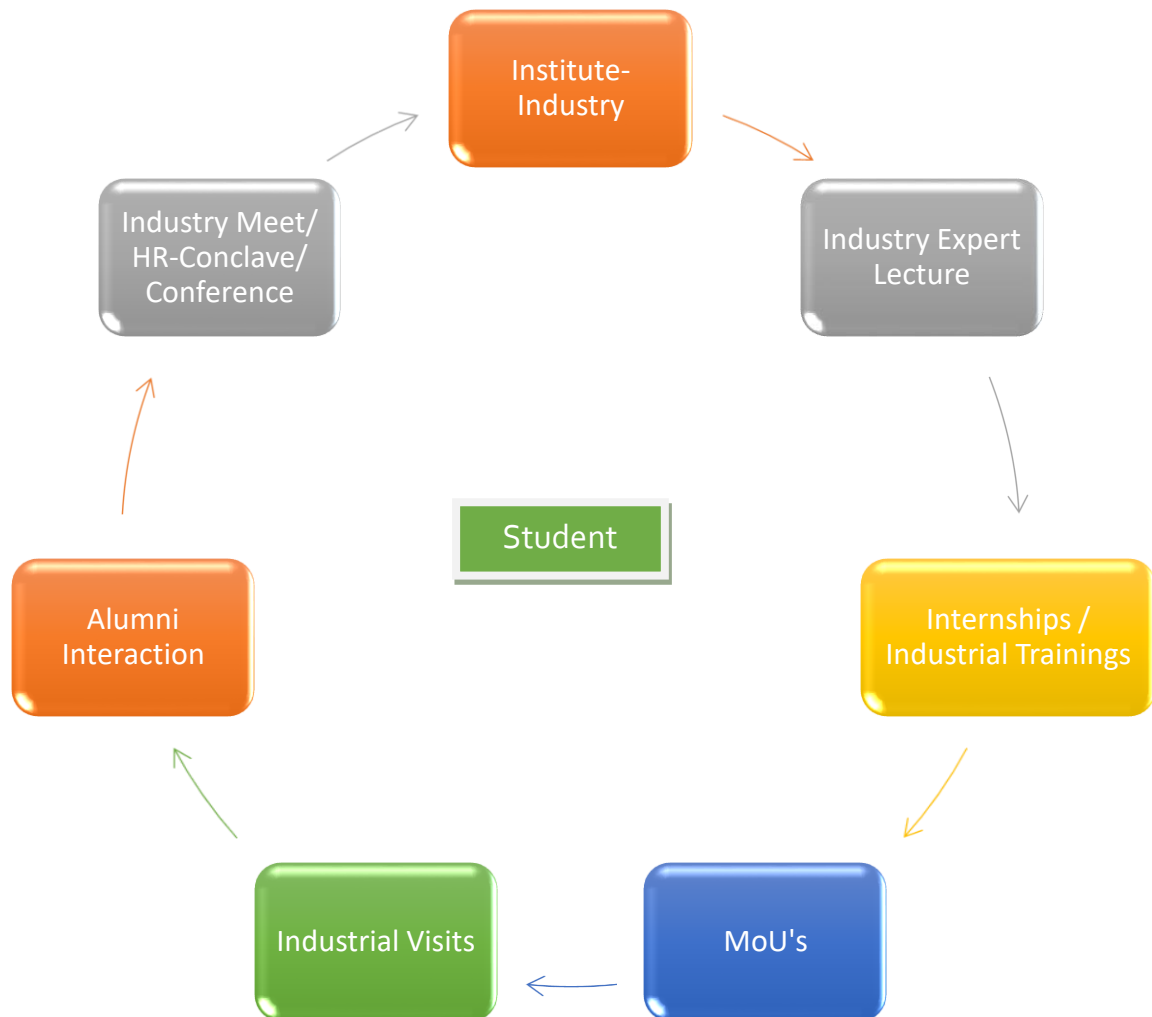 Institute-
Industry
Industry Expert
Lecture
Internships /
Industrial Trainings
MoU's
Industrial Visits
Alumni
Interaction
Industry Meet/
HR-Conclave/
Conference
Student